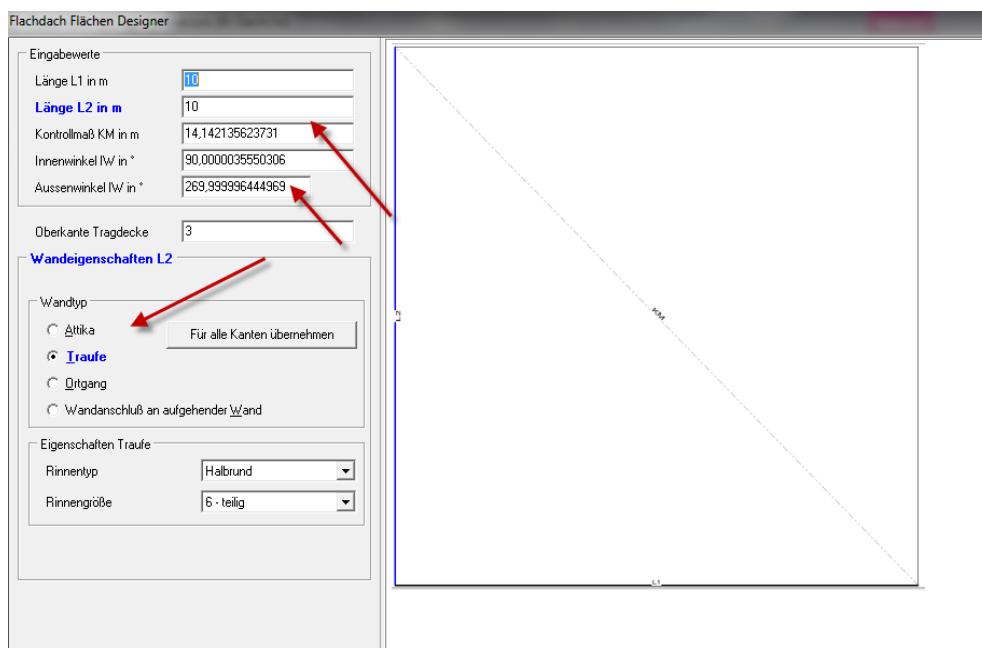 Flachdach Flächen Designer
Eingabewerte
Länge L1 in m 10
Länge L2 in m 10
Kontrollmaß KM in m 14,142135623731
Innenwinkel IW in ° 90,0000035550306
Aussenwinkel IW in ° 269,999996444969
Oberkante Tragdecke 3
Wandeigenschaften L2
Wandtyp
Attika
Für alle Kanten übernehmen
Traufe
Ortgang
Wandanschluß an aufgehender Wand
Eigenschaften Traufe
Rinnentyp Halbrund
Rinnengröße 6 - teilig
L2
KM
L1